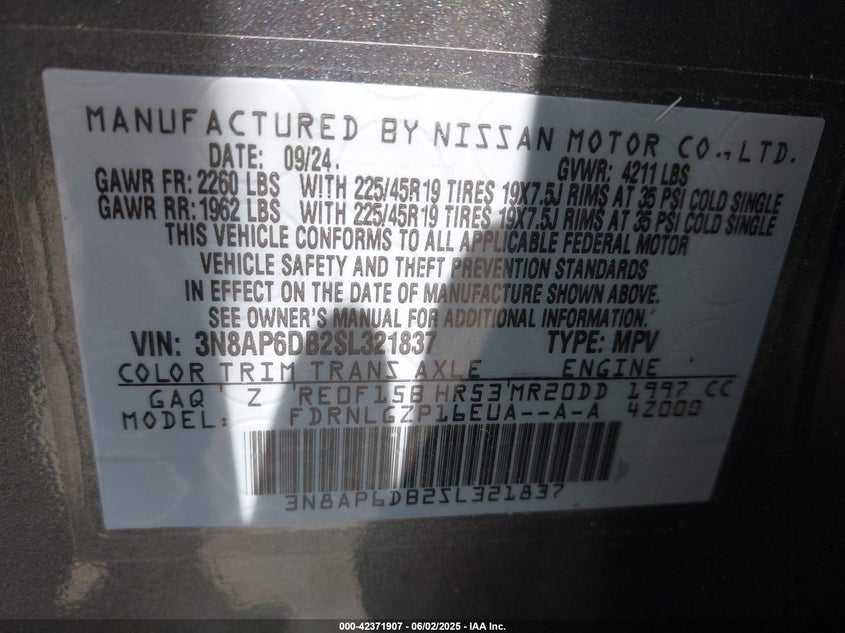 MANUFACTURED BY NISSAN MOTOR CO., LTD.
DATE: 09/24. GVWR: 4211 LBS
GAWR FR: 2260 LBS WITH 225/45R19 TIRES 19X7.5J RIMS AT 35 PSI COLD SINGLE
GAWR RR: 1962 LBS WITH 225/45R19 TIRES 19X7.5J RIMS AT 35 PSI COLD SINGLE
THIS VEHICLE CONFORMS TO ALL APPLICABLE FEDERAL MOTOR
VEHICLE SAFETY AND THEFT PREVENTION STANDARDS
IN EFFECT ON THE DATE OF MANUFACTURE SHOWN ABOVE.
SEE OWNER'S MANUAL FOR ADDITIONAL INFORMATION.
VIN: 3N8AP6DB2SL321837 TYPE: MPV
COLOR TRIM TRANS AXLE ENGINE
GAQ Z RE0F15B HR53 MR20DD 1997 CC
MODEL: FDRNLGZP16EUA--A-A 4Z000
3N8AP6DB2SL321837
000-42371907 - 06/02/2025 - IAA Inc.